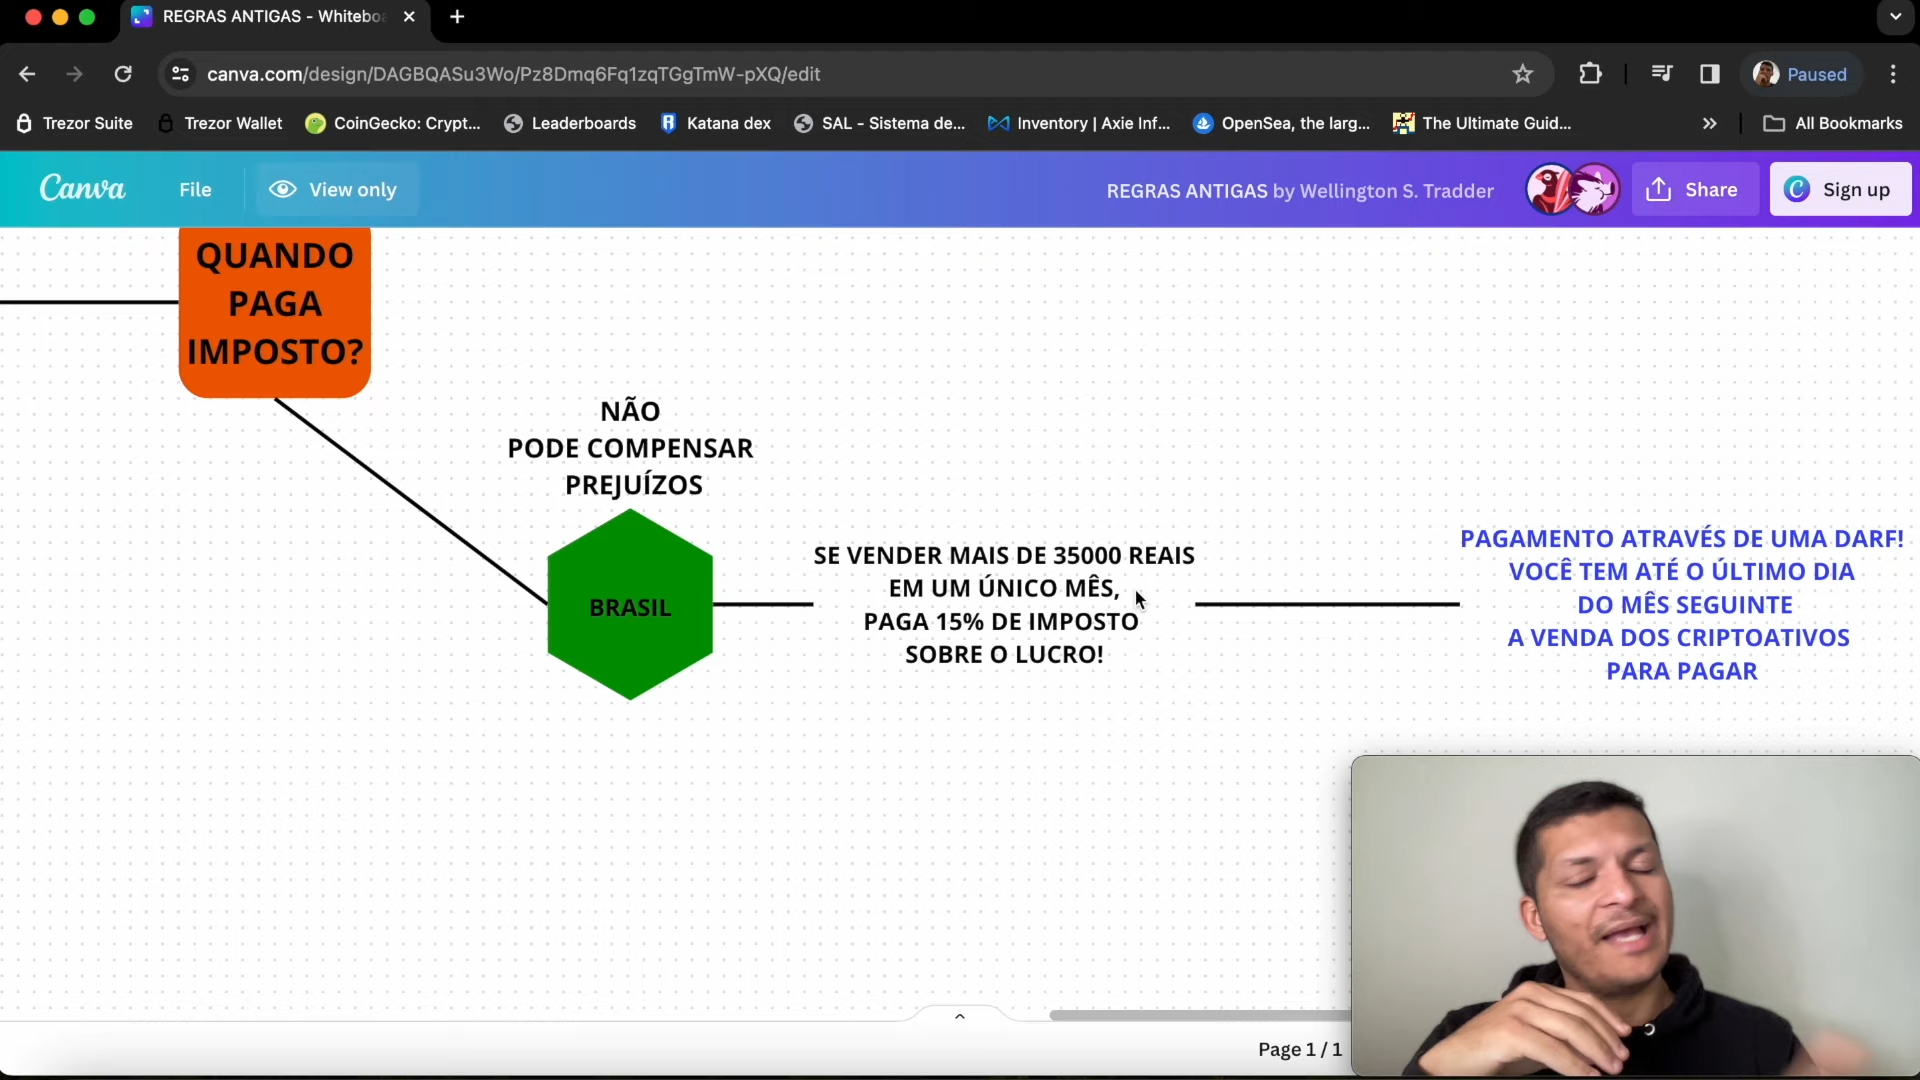 REGRAS ANTIGAS - Whitebo
canva.com/design/DAGBQASu3Wo/Pz8Dmq6Fq1zqTGgTmW-pXQ/edit
Paused
Trezor Suite
Trezor Wallet
CoinGecko: Crypt...
Leaderboards
Katana dex
SAL - Sistema de...
Inventory | Axie Inf...
OpenSea, the larg...
The Ultimate Guid...
All Bookmarks
Canva
File
View only
REGRAS ANTIGAS by Wellington S. Tradder
Share
Sign up
QUANDO
PAGA
IMPOSTO?
NÃO
PODE COMPENSAR
PREJUÍZOS
BRASIL
SE VENDER MAIS DE 35000 REAIS
EM UM ÚNICO MÊS,
PAGA 15% DE IMPOSTO
SOBRE O LUCRO!
PAGAMENTO ATRAVÉS DE UMA DARF!
VOCÊ TEM ATÉ O ÚLTIMO DIA
DO MÊS SEGUINTE
A VENDA DOS CRIPTOATIVOS
PARA PAGAR
Page 1 / 1